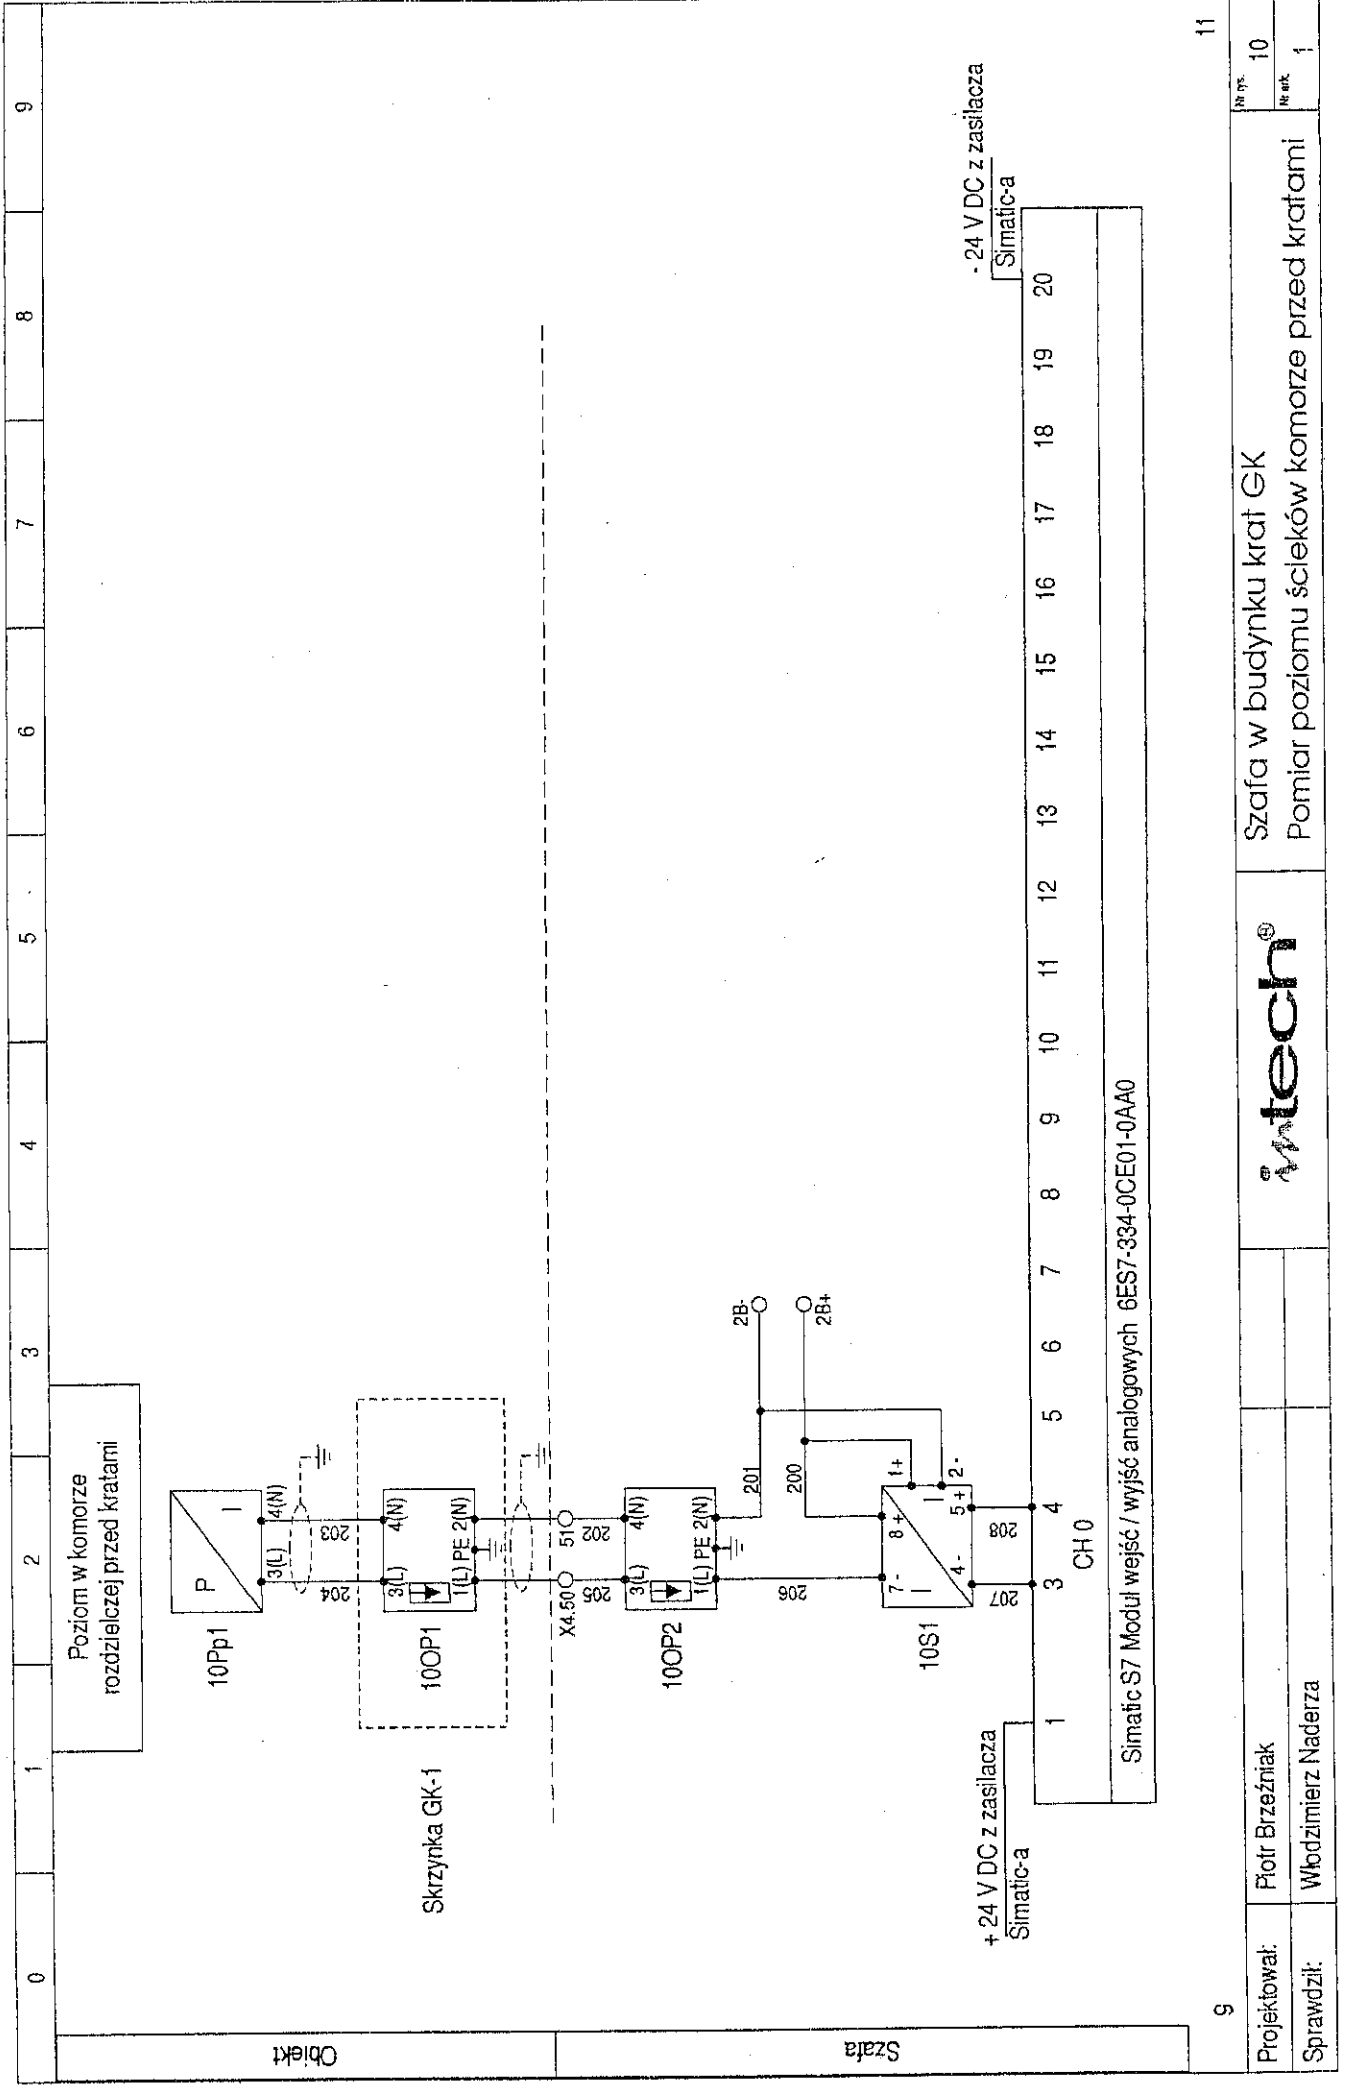 0 1 2 3 4 5 6 7 8 9
Obiekt
Szafa
Poziom w komorze
rozdzielczej przed kratami
10Pp1
P
I
3(L)
4(N)
204
203
Skrzynka GK-1
10OP1
3(L)
4(N)
1(L) PE 2(N)
X4.50
51
205
202
10OP2
3(L)
4(N)
1(L) PE 2(N)
201
2B-
200
2B+
206
10S1
7 -
8 +
1+
2 -
I
I
4 -
5 +
207
208
+ 24 V DC z zasilacza
Simatic-a
- 24 V DC z zasilacza
Simatic-a
1 3 4 5 6 7 8 9 10 11 12 13 14 15 16 17 18 19 20
CH 0
Simatic S7 Moduł wejść / wyjść analogowych 6ES7-334-0CE01-0AA0
9
11
Projektował:
Piotr Brzeźniak
Sprawdził:
Włodzimierz Naderza
intech®
Szafa w budynku krat GK
Pomiar poziomu ścieków komorze przed kratami
Nr rys.
10
Nr ark.
1